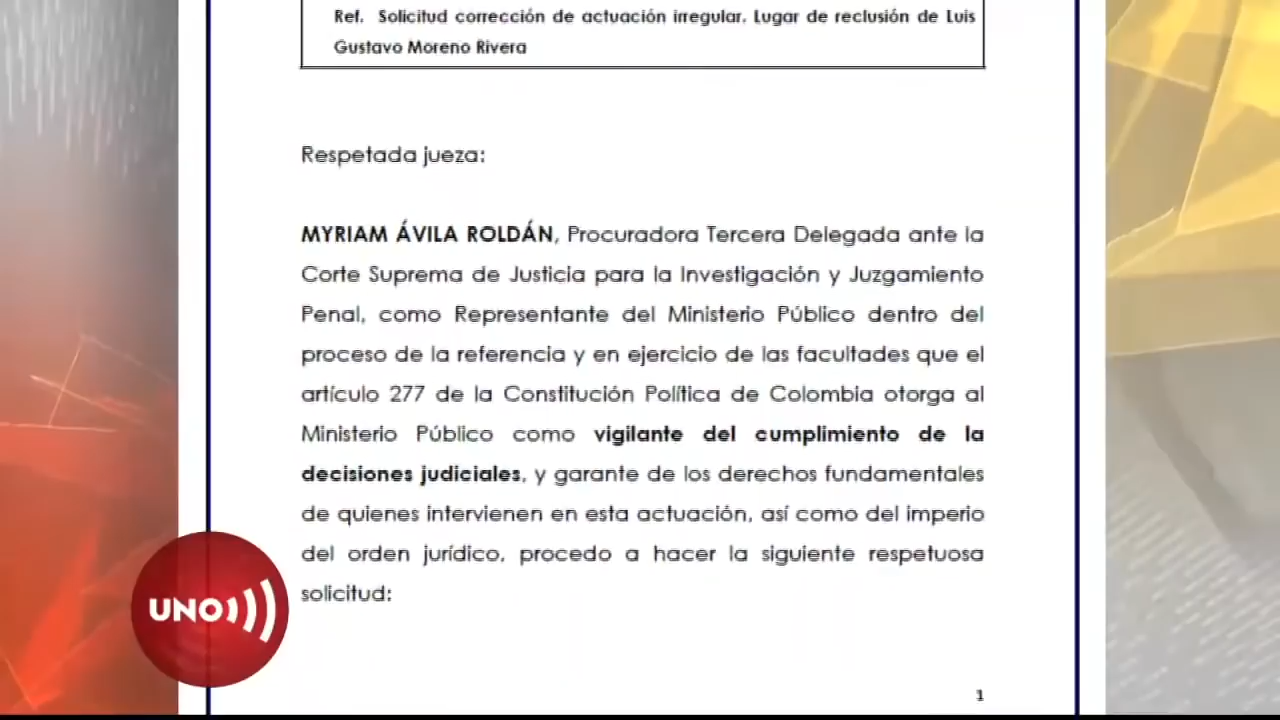 Ref. Solicitud corrección de actuación irregular. Lugar de reclusión de Luis
Gustavo Moreno Rivera
Respetada jueza:
MYRIAM ÁVILA ROLDÁN, Procuradora Tercera Delegada ante la
Corte Suprema de Justicia para la Investigación y Juzgamiento
Penal, como Representante del Ministerio Público dentro del
proceso de la referencia y en ejercicio de las facultades que el
artículo 277 de la Constitución Política de Colombia otorga al
Ministerio Público como vigilante del cumplimiento de la
decisiones judiciales, y garante de los derechos fundamentales
de quienes intervienen en esta actuación, así como del imperio
del orden jurídico, procedo a hacer la siguiente respetuosa
solicitud:
UNO
1